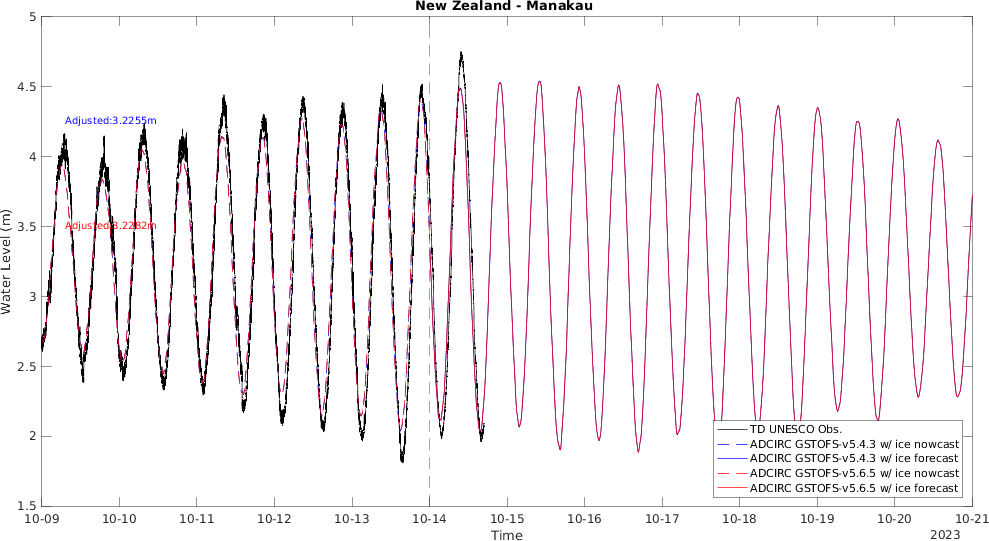 New Zealand - Manakau
Water Level (m)
5
4.5
4
3.5
3
2.5
2
1.5
Adjusted:3.2255m
Adjusted:3.2282m
TD UNESCO Obs.
ADCIRC GSTOFS-v5.4.3 w/ ice nowcast
ADCIRC GSTOFS-v5.4.3 w/ ice forecast
ADCIRC GSTOFS-v5.6.5 w/ ice nowcast
ADCIRC GSTOFS-v5.6.5 w/ ice forecast
10-09 10-10 10-11 10-12 10-13 10-14 10-15 10-16 10-17 10-18 10-19 10-20 10-21
Time
2023